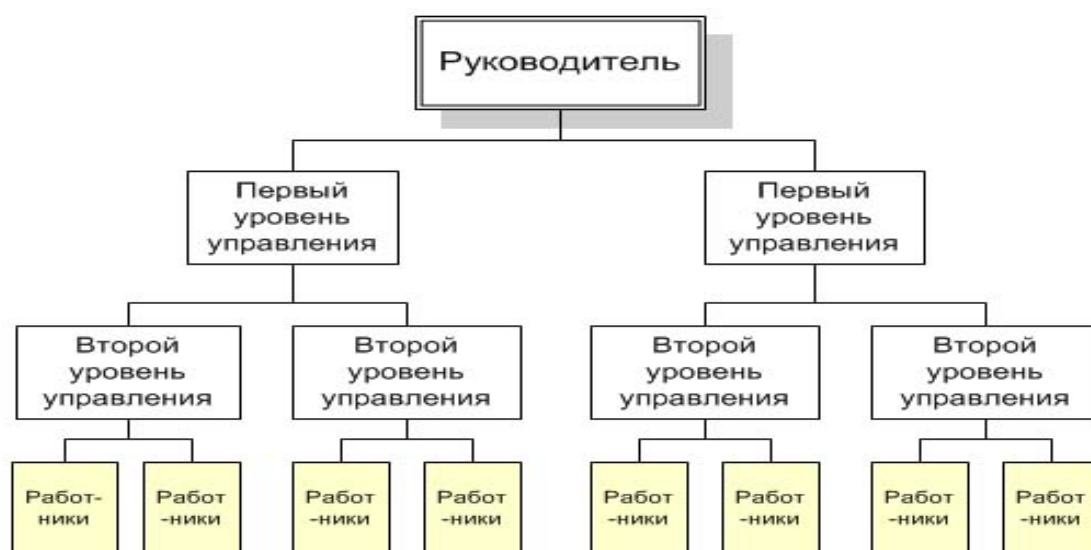 Руководитель
Первый
уровень
управления
Первый
уровень
управления
Второй
уровень
управления
Второй
уровень
управления
Второй
уровень
управления
Второй
уровень
управления
Работ-
ники
Работ
-ники
Работ
-ники
Работ
-ники
Работ
-ники
Работ
-ники
Работ
-ники
Работ
-ники